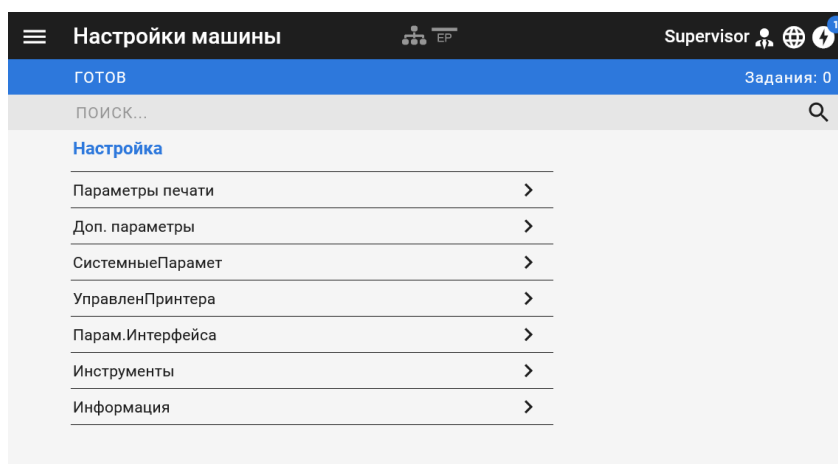 Настройки машины EP Supervisor 1
ГОТОВ Задания: 0
ПОИСК...
Настройка
Параметры печати
Доп. параметры
СистемныеПарамет
УправленПринтера
Парам.Интерфейса
Инструменты
Информация